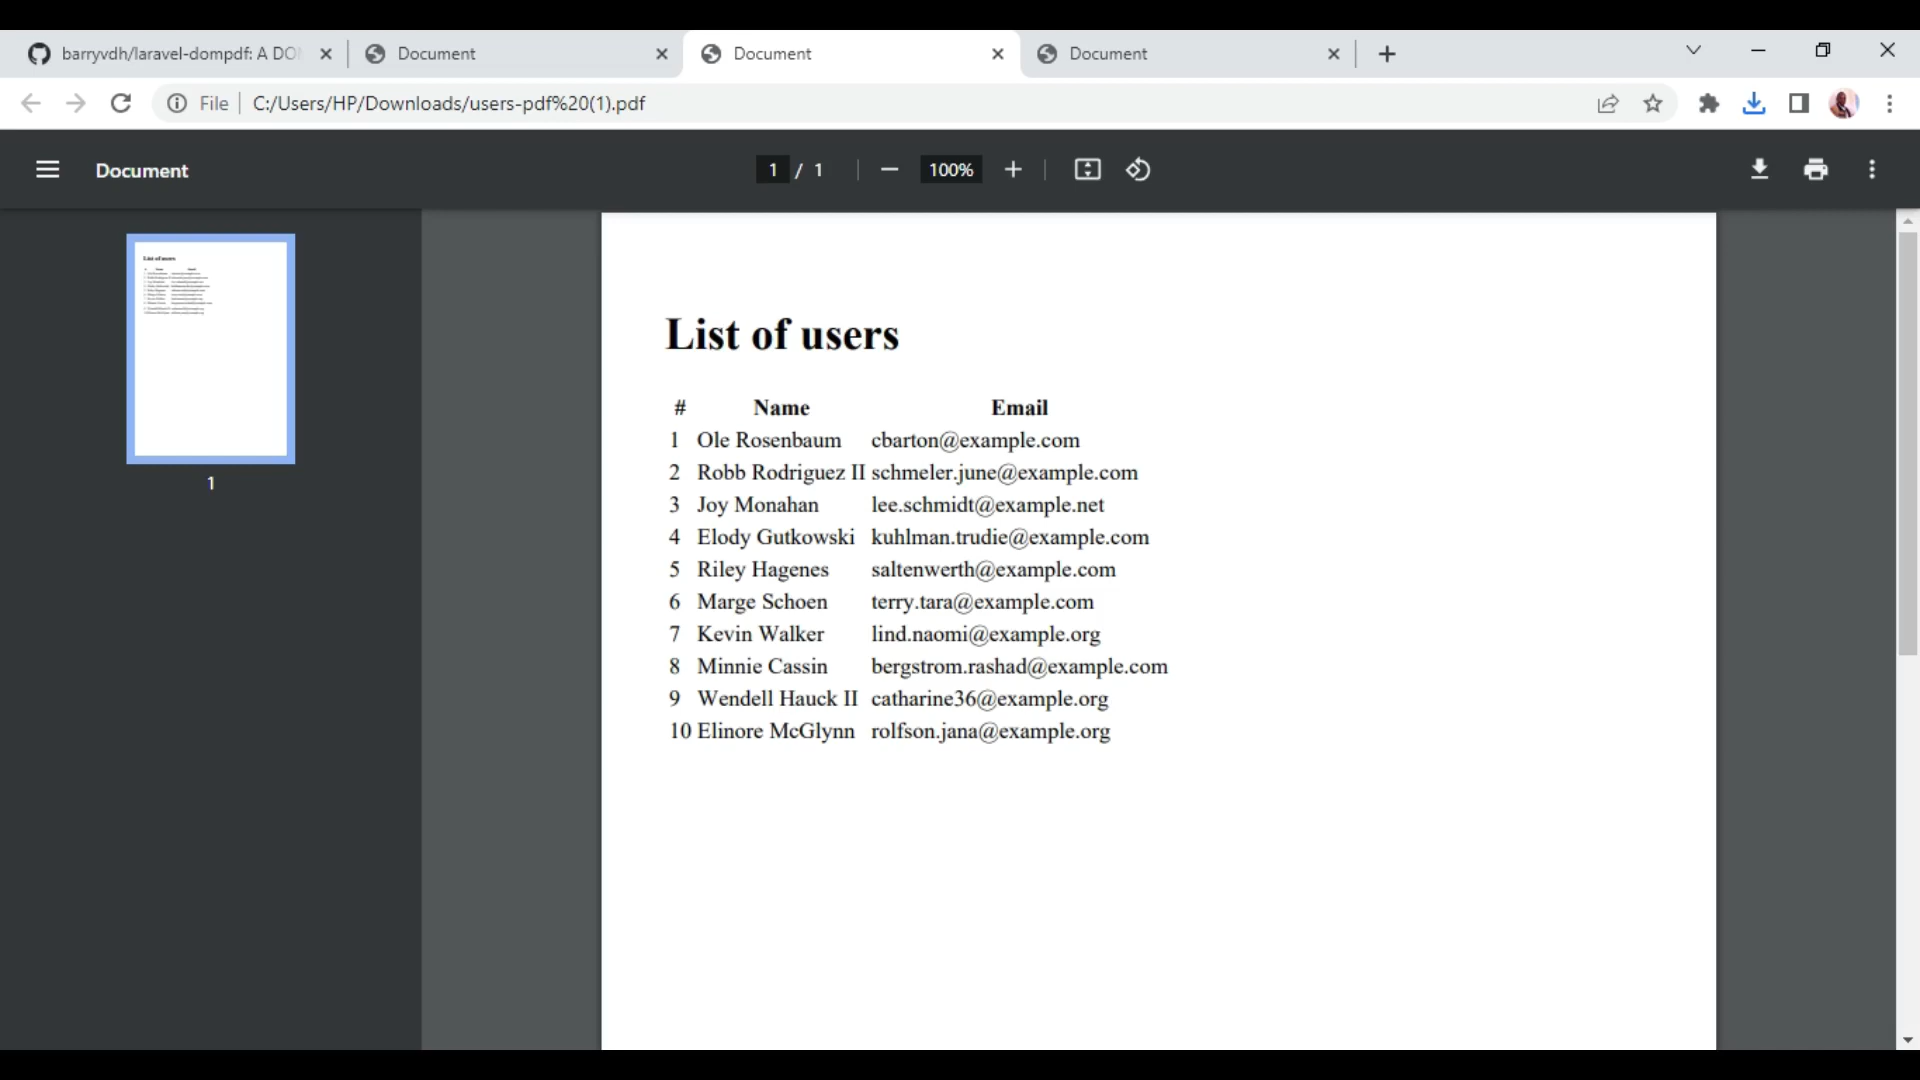 barryvdh/laravel-dompdf: A DO
Document
Document
Document
File
C:/Users/HP/Downloads/users-pdf%20(1).pdf
Document
1 / 1
100%
List of users
1
List of users
# Name Email
1 Ole Rosenbaum cbarton@example.com
2 Robb Rodriguez II schmeler.june@example.com
3 Joy Monahan lee.schmidt@example.net
4 Elody Gutkowski kuhlman.trudie@example.com
5 Riley Hagenes saltenwerth@example.com
6 Marge Schoen terry.tara@example.com
7 Kevin Walker lind.naomi@example.org
8 Minnie Cassin bergstrom.rashad@example.com
9 Wendell Hauck II catharine36@example.org
10 Elinore McGlynn rolfson.jana@example.org